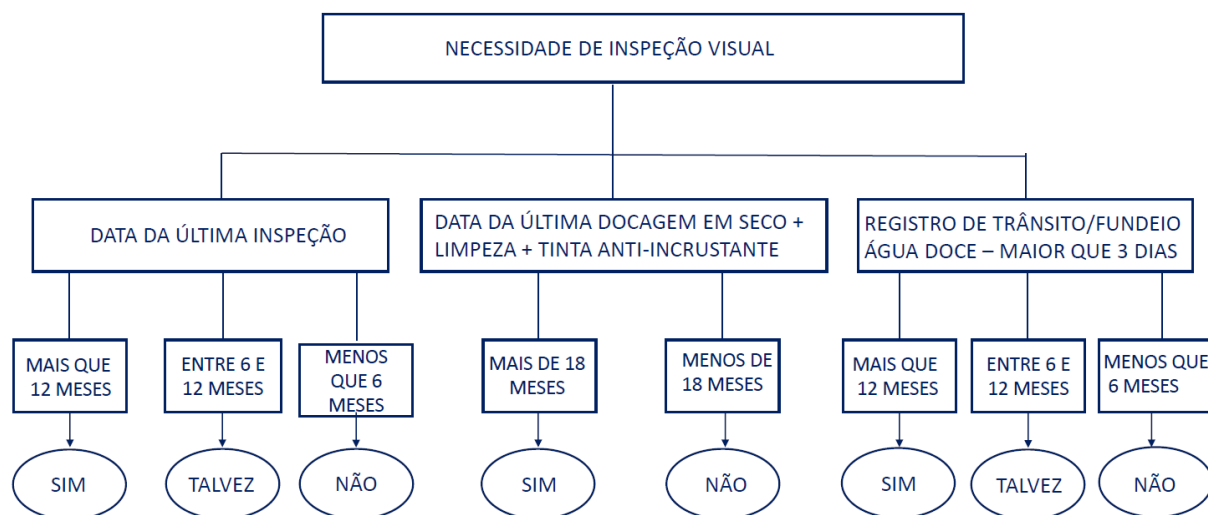 NECESSIDADE DE INSPEÇÃO VISUAL
DATA DA ÚLTIMA INSPEÇÃO
DATA DA ÚLTIMA DOCAGEM EM SECO +
LIMPEZA + TINTA ANTI-INCRUSTANTE
REGISTRO DE TRÂNSITO/FUNDEIO
ÁGUA DOCE – MAIOR QUE 3 DIAS
MAIS QUE
12 MESES
ENTRE 6 E
12 MESES
MENOS
QUE 6
MESES
MAIS DE 18
MESES
MENOS DE
18 MESES
MAIS QUE
12 MESES
ENTRE 6 E
12 MESES
MENOS QUE
6 MESES
SIM
TALVEZ
NÃO
SIM
NÃO
SIM
TALVEZ
NÃO